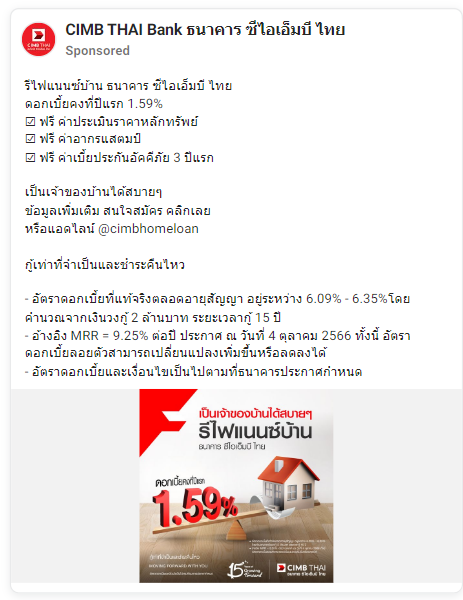 CIMB THAI Bank ธนาคาร ซีไอเอ็มบี ไทย
Sponsored
รีไฟแนนซ์บ้าน ธนาคาร ซีไอเอ็มบี ไทย
ดอกเบี้ยคงที่ปีแรก 1.59%
☑ ฟรี ค่าประเมินราคาหลักทรัพย์
☑ ฟรี ค่าอากรแสตมป์
☑ ฟรี ค่าเบี้ยประกันอัคคีภัย 3 ปีแรก
เป็นเจ้าของบ้านได้สบายๆ
ข้อมูลเพิ่มเติม สนใจสมัคร คลิกเลย
หรือแอดไลน์ @cimbhomeloan
กู้เท่าที่จำเป็นและชำระคืนไหว
- อัตราดอกเบี้ยที่แท้จริงตลอดอายุสัญญา อยู่ระหว่าง 6.09% - 6.35%โดย
คำนวณจากเงินวงกู้ 2 ล้านบาท ระยะเวลากู้ 15 ปี
- อ้างอิง MRR = 9.25% ต่อปี ประกาศ ณ วันที่ 4 ตุลาคม 2566 ทั้งนี้ อัตรา
ดอกเบี้ยลอยตัวสามารถเปลี่ยนแปลงเพิ่มขึ้นหรือลดลงได้
- อัตราดอกเบี้ยและเงื่อนไขเป็นไปตามที่ธนาคารประกาศกำหนด
เป็นเจ้าของบ้านได้สบายๆ
รีไฟแนนซ์บ้าน
ธนาคาร ซีไอเอ็มบี ไทย
ดอกเบี้ยคงที่ปีแรก
1.59%
กู้เท่าที่จำเป็นและชำระคืนไหว
15
CIMB THAI
ธนาคาร ซีไอเอ็มบี ไทย